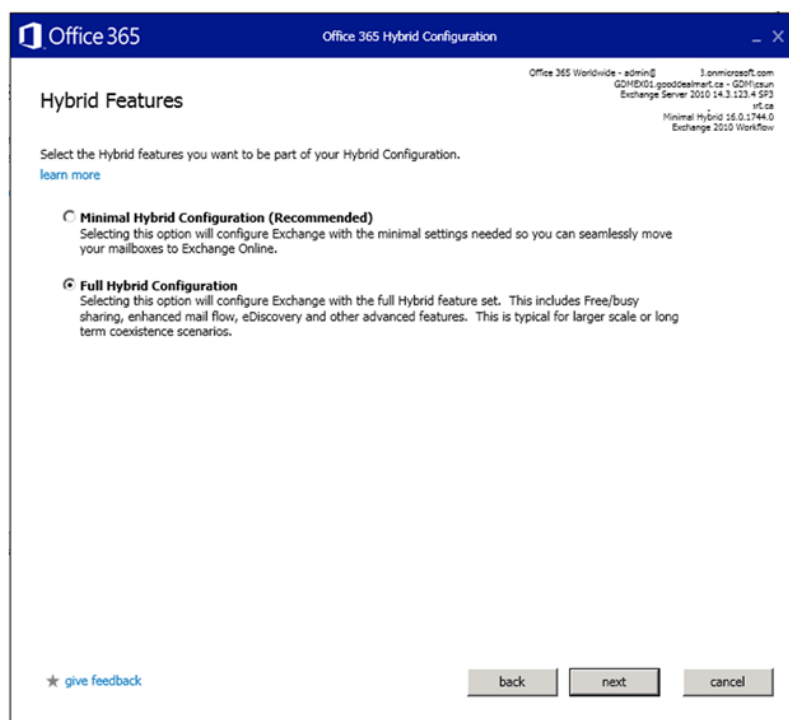 Office 365
Office 365 Hybrid Configuration
Office 365 Worldwide - admin@ 3.onmicrosoft.com
GDMEX01.gooddealmart.ca - GDM\csun
Exchange Server 2010 14.3.123.4 SP3
rt.ca
Minimal Hybrid 16.0.1744.0
Exchange 2010 Workflow
Hybrid Features
Select the Hybrid features you want to be part of your Hybrid Configuration.
learn more
Minimal Hybrid Configuration (Recommended)
Selecting this option will configure Exchange with the minimal settings needed so you can seamlessly move
your mailboxes to Exchange Online.
Full Hybrid Configuration
Selecting this option will configure Exchange with the full Hybrid feature set. This includes Free/busy
sharing, enhanced mail flow, eDiscovery and other advanced features. This is typical for larger scale or long
term coexistence scenarios.
give feedback
back
next
cancel